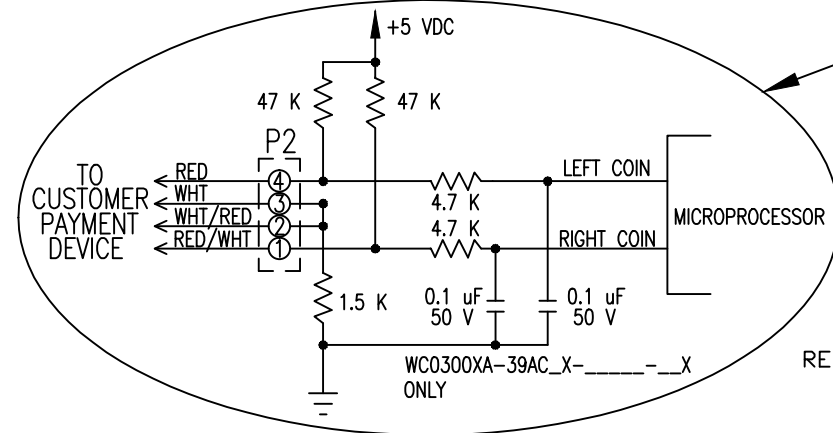 +5 VDC
47 K
47 K
P2
TO
CUSTOMER
PAYMENT
DEVICE
RED
WHT
WHT/RED
RED/WHT
4
3
2
1
4.7 K
4.7 K
LEFT COIN
RIGHT COIN
MICROPROCESSOR
1.5 K
0.1 uF
50 V
0.1 uF
50 V
WC0300XA-39AC_X-_____-__X
ONLY
RE